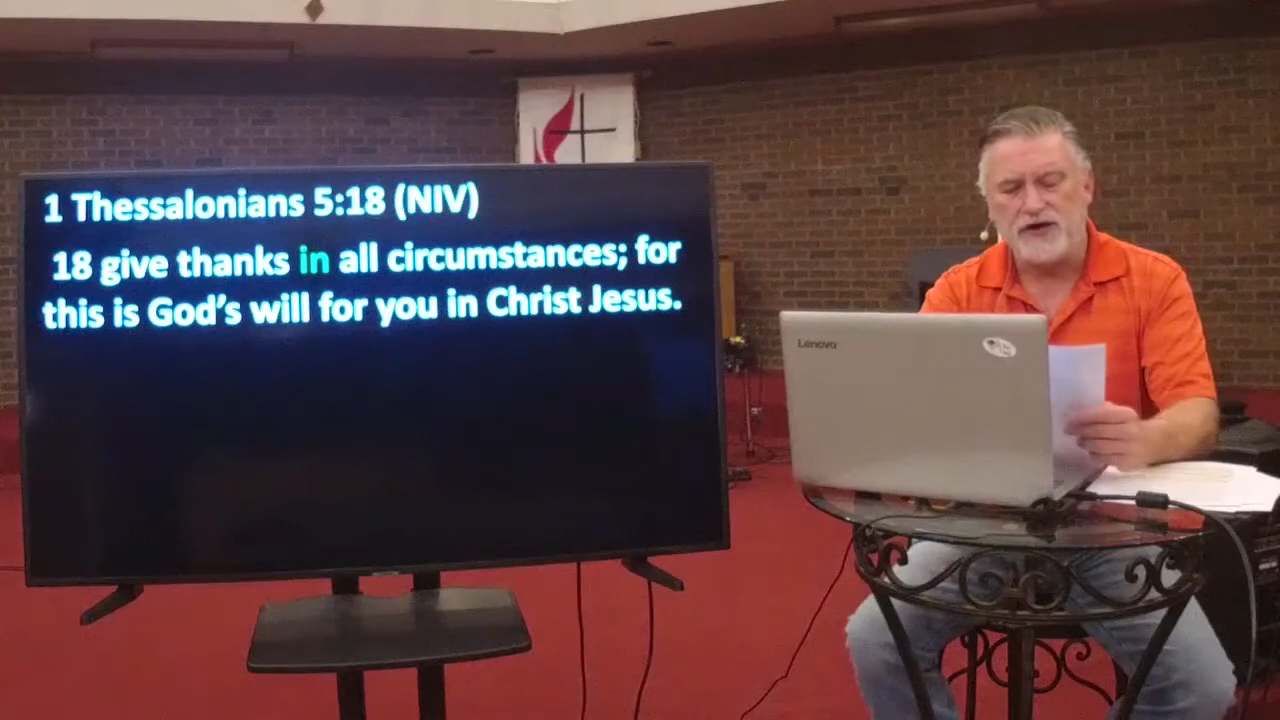 1 Thessalonians 5:18 (NIV)
18 give thanks in all circumstances; for
this is God's will for you in Christ Jesus.
Lenovo